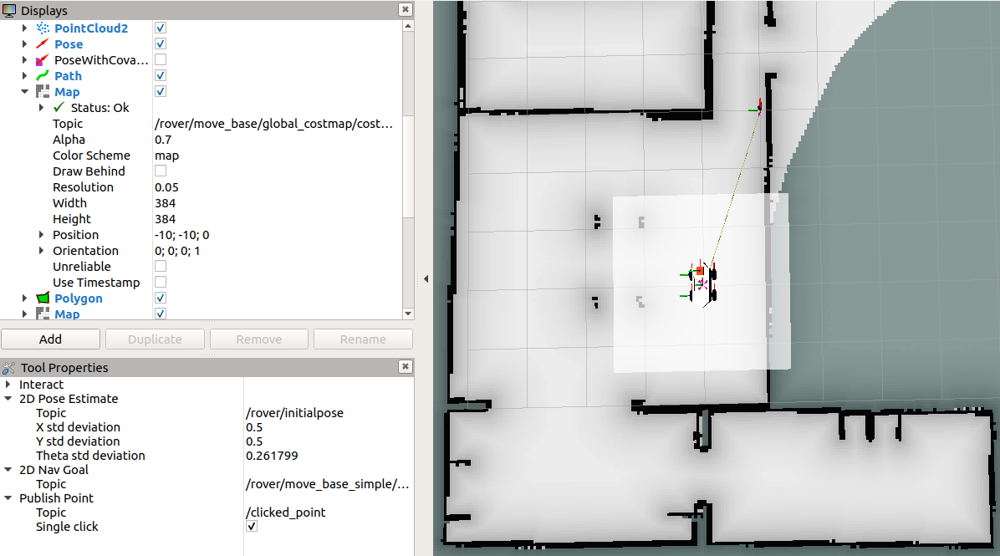 Displays
PointCloud2
Pose
PoseWithCova...
Path
Map
Status: Ok
Topic /rover/move_base/global_costmap/cost...
Alpha 0.7
Color Scheme map
Draw Behind
Resolution 0.05
Width 384
Height 384
Position -10; -10; 0
Orientation 0; 0; 0; 1
Unreliable
Use Timestamp
Polygon
Map
Add Duplicate Remove Rename
Tool Properties
Interact
2D Pose Estimate
Topic /rover/initialpose
X std deviation 0.5
Y std deviation 0.5
Theta std deviation 0.261799
2D Nav Goal
Topic /rover/move_base_simple/...
Publish Point
Topic /clicked_point
Single click